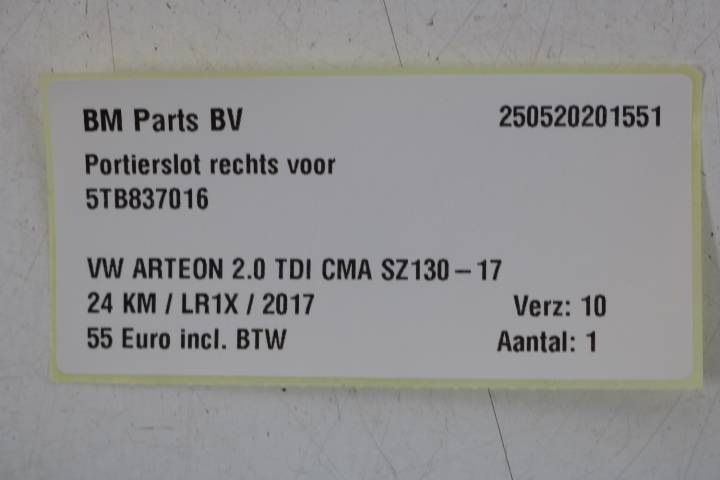 BM Parts BV 250520201551
Portierslot rechts voor
5TB837016
VW ARTEON 2.0 TDI CMA SZ130 – 17
24 KM / LR1X / 2017 Verz: 10
55 Euro incl. BTW Aantal: 1